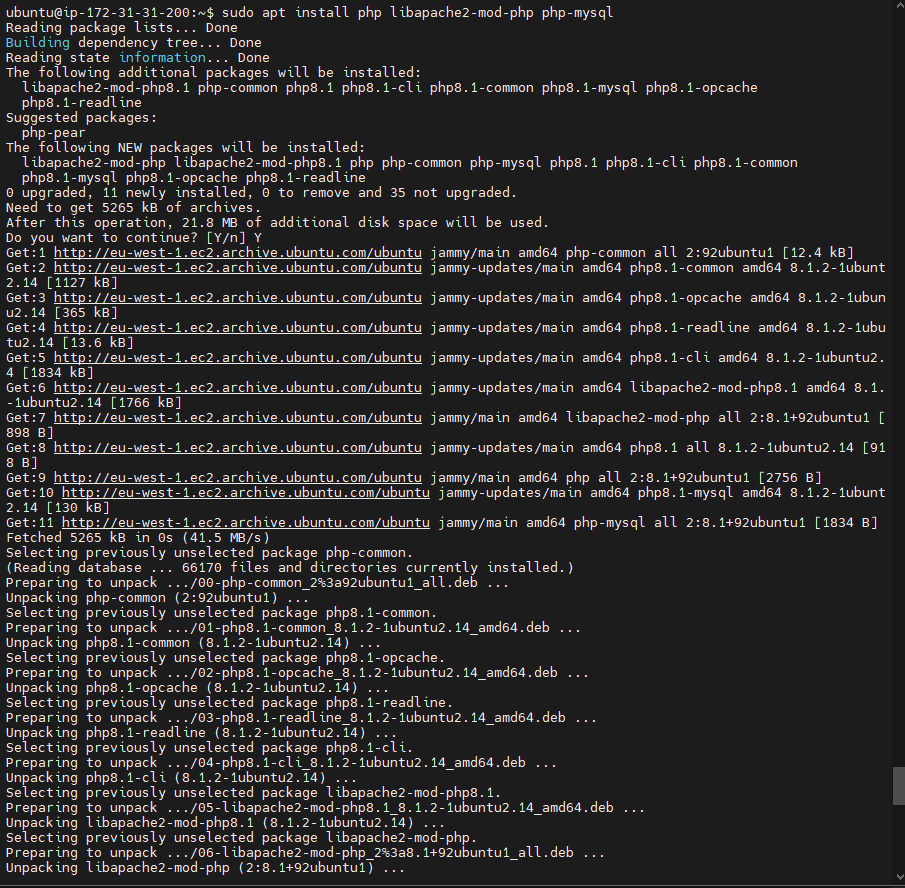 ubuntu@ip-172-31-31-200:~$ sudo apt install php libapache2-mod-php php-mysql
Reading package lists... Done
Building dependency tree... Done
Reading state information... Done
The following additional packages will be installed:
  libapache2-mod-php8.1 php-common php8.1 php8.1-cli php8.1-common php8.1-mysql php8.1-opcache
  php8.1-readline
Suggested packages:
  php-pear
The following NEW packages will be installed:
  libapache2-mod-php libapache2-mod-php8.1 php php-common php-mysql php8.1 php8.1-cli php8.1-common
  php8.1-mysql php8.1-opcache php8.1-readline
0 upgraded, 11 newly installed, 0 to remove and 35 not upgraded.
Need to get 5265 kB of archives.
After this operation, 21.8 MB of additional disk space will be used.
Do you want to continue? [Y/n] Y
Get:1 http://eu-west-1.ec2.archive.ubuntu.com/ubuntu jammy/main amd64 php-common all 2:92ubuntu1 [12.4 kB]
Get:2 http://eu-west-1.ec2.archive.ubuntu.com/ubuntu jammy-updates/main amd64 php8.1-common amd64 8.1.2-1ubunt
2.14 [1127 kB]
Get:3 http://eu-west-1.ec2.archive.ubuntu.com/ubuntu jammy-updates/main amd64 php8.1-opcache amd64 8.1.2-1ubun
u2.14 [365 kB]
Get:4 http://eu-west-1.ec2.archive.ubuntu.com/ubuntu jammy-updates/main amd64 php8.1-readline amd64 8.1.2-1ubu
tu2.14 [13.6 kB]
Get:5 http://eu-west-1.ec2.archive.ubuntu.com/ubuntu jammy-updates/main amd64 php8.1-cli amd64 8.1.2-1ubuntu2.
4 [1834 kB]
Get:6 http://eu-west-1.ec2.archive.ubuntu.com/ubuntu jammy-updates/main amd64 libapache2-mod-php8.1 amd64 8.1.
-1ubuntu2.14 [1766 kB]
Get:7 http://eu-west-1.ec2.archive.ubuntu.com/ubuntu jammy/main amd64 libapache2-mod-php all 2:8.1+92ubuntu1 [
898 B]
Get:8 http://eu-west-1.ec2.archive.ubuntu.com/ubuntu jammy-updates/main amd64 php8.1 all 8.1.2-1ubuntu2.14 [91
8 B]
Get:9 http://eu-west-1.ec2.archive.ubuntu.com/ubuntu jammy/main amd64 php all 2:8.1+92ubuntu1 [2756 B]
Get:10 http://eu-west-1.ec2.archive.ubuntu.com/ubuntu jammy-updates/main amd64 php8.1-mysql amd64 8.1.2-1ubunt
2.14 [130 kB]
Get:11 http://eu-west-1.ec2.archive.ubuntu.com/ubuntu jammy/main amd64 php-mysql all 2:8.1+92ubuntu1 [1834 B]
Fetched 5265 kB in 0s (41.5 MB/s)
Selecting previously unselected package php-common.
(Reading database ... 66170 files and directories currently installed.)
Preparing to unpack .../00-php-common_2%3a92ubuntu1_all.deb ...
Unpacking php-common (2:92ubuntu1) ...
Selecting previously unselected package php8.1-common.
Preparing to unpack .../01-php8.1-common_8.1.2-1ubuntu2.14_amd64.deb ...
Unpacking php8.1-common (8.1.2-1ubuntu2.14) ...
Selecting previously unselected package php8.1-opcache.
Preparing to unpack .../02-php8.1-opcache_8.1.2-1ubuntu2.14_amd64.deb ...
Unpacking php8.1-opcache (8.1.2-1ubuntu2.14) ...
Selecting previously unselected package php8.1-readline.
Preparing to unpack .../03-php8.1-readline_8.1.2-1ubuntu2.14_amd64.deb ...
Unpacking php8.1-readline (8.1.2-1ubuntu2.14) ...
Selecting previously unselected package php8.1-cli.
Preparing to unpack .../04-php8.1-cli_8.1.2-1ubuntu2.14_amd64.deb ...
Unpacking php8.1-cli (8.1.2-1ubuntu2.14) ...
Selecting previously unselected package libapache2-mod-php8.1.
Preparing to unpack .../05-libapache2-mod-php8.1_8.1.2-1ubuntu2.14_amd64.deb ...
Unpacking libapache2-mod-php8.1 (8.1.2-1ubuntu2.14) ...
Selecting previously unselected package libapache2-mod-php.
Preparing to unpack .../06-libapache2-mod-php_2%3a8.1+92ubuntu1_all.deb ...
Unpacking libapache2-mod-php (2:8.1+92ubuntu1) ...